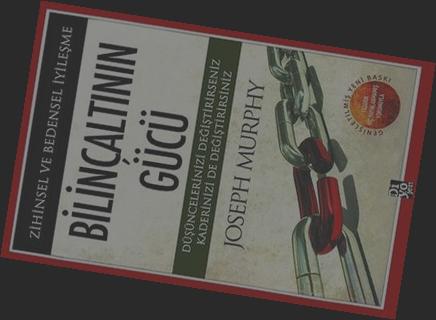 ZİHİNSEL VE BEDENSEL İYİLEŞME
BİLİNÇALTININ
GÜCÜ
DÜŞÜNCELERİNİZİ DEĞİŞTİRİRSENİZ
KADERİNİZİ DE DEĞİŞTİRİRSİNİZ
JOSEPH MURPHY
GENİŞLETİLMİŞ YENİ BASKI